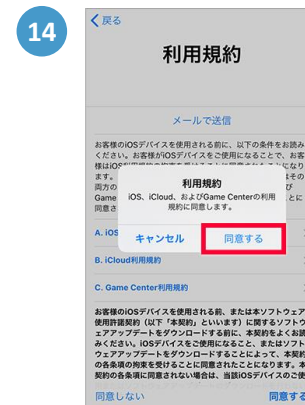 14
戻る
利用規約
メールで送信
お客様のiOSデバイスを使用される前に、以下の条件をお読み
ください。お客様がiOSデバイスをご使用になることで、お客
様はiOS
ます。
両方の
Game
同意さ
利用規約
iOS、iCloud、およびGame Centerの利用
規約に同意します。
キャンセル
同意する
A. iOS
B. iCloud利用規約
C. Game Center利用規約
お客様のiOSデバイスを使用される前、または本ソフトウェア
使用許諾契約（以下「本契約」といいます）に関するソフトウ
ェアアップデートをダウンロードする前に、本契約をよくお読
みください。iOSデバイスをご使用になること、またはソフト
ウェアアップデートをダウンロードすることによって、本契約
の各条項の拘束を受けることに同意されたことになります。本
契約の各条項に同意されない場合は、当該iOSデバイスのご使
同意しない
同意する